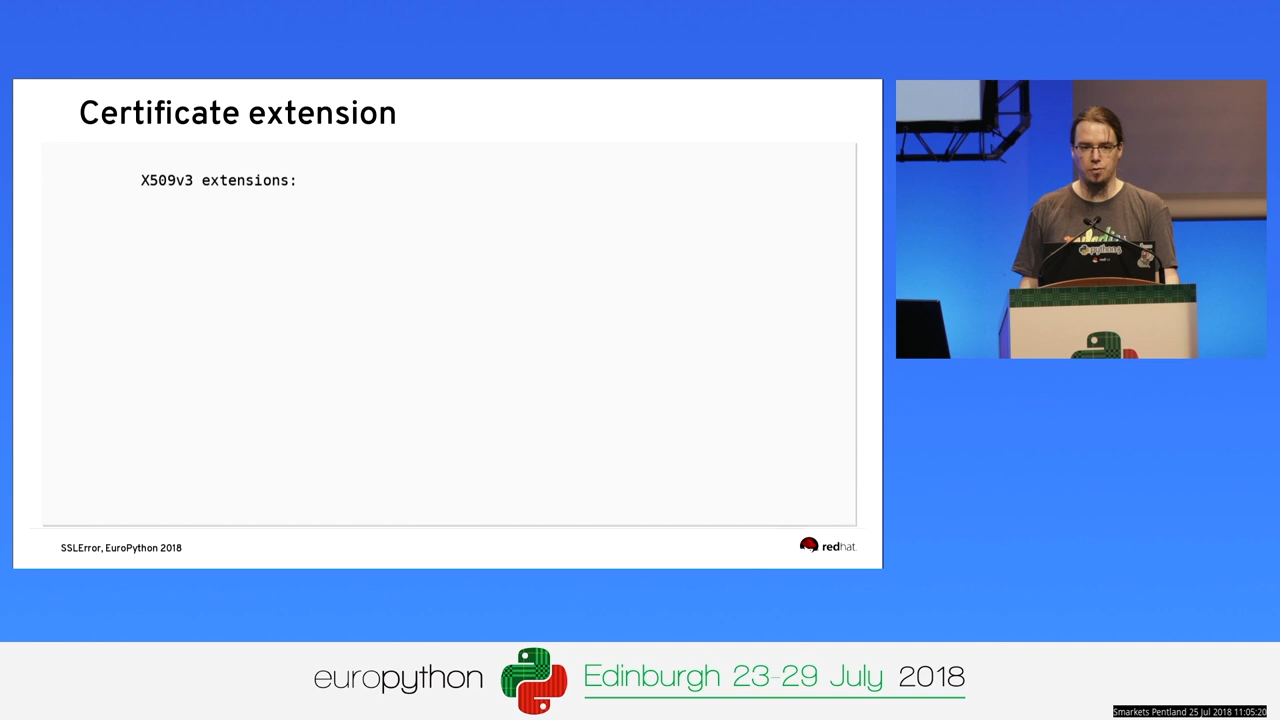 Certificate extension
X509v3 extensions:
SSLError, EuroPython 2018
redhat.
python
europython
Edinburgh 23-29 July 2018
Smarkets Pentland 25 Jul 2018 11:05:20